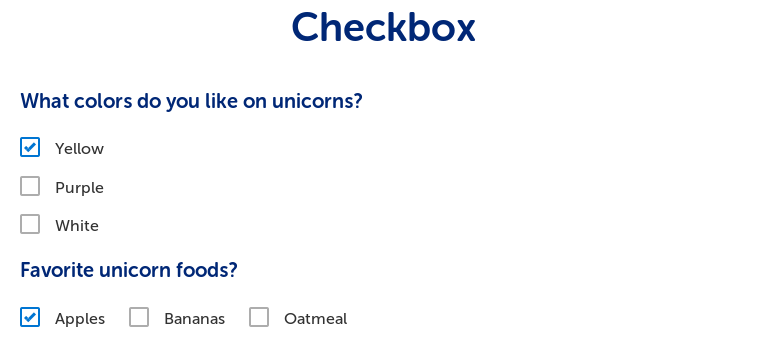 Checkbox
What colors do you like on unicorns?
Yellow
Purple
White
Favorite unicorn foods?
Apples Bananas Oatmeal